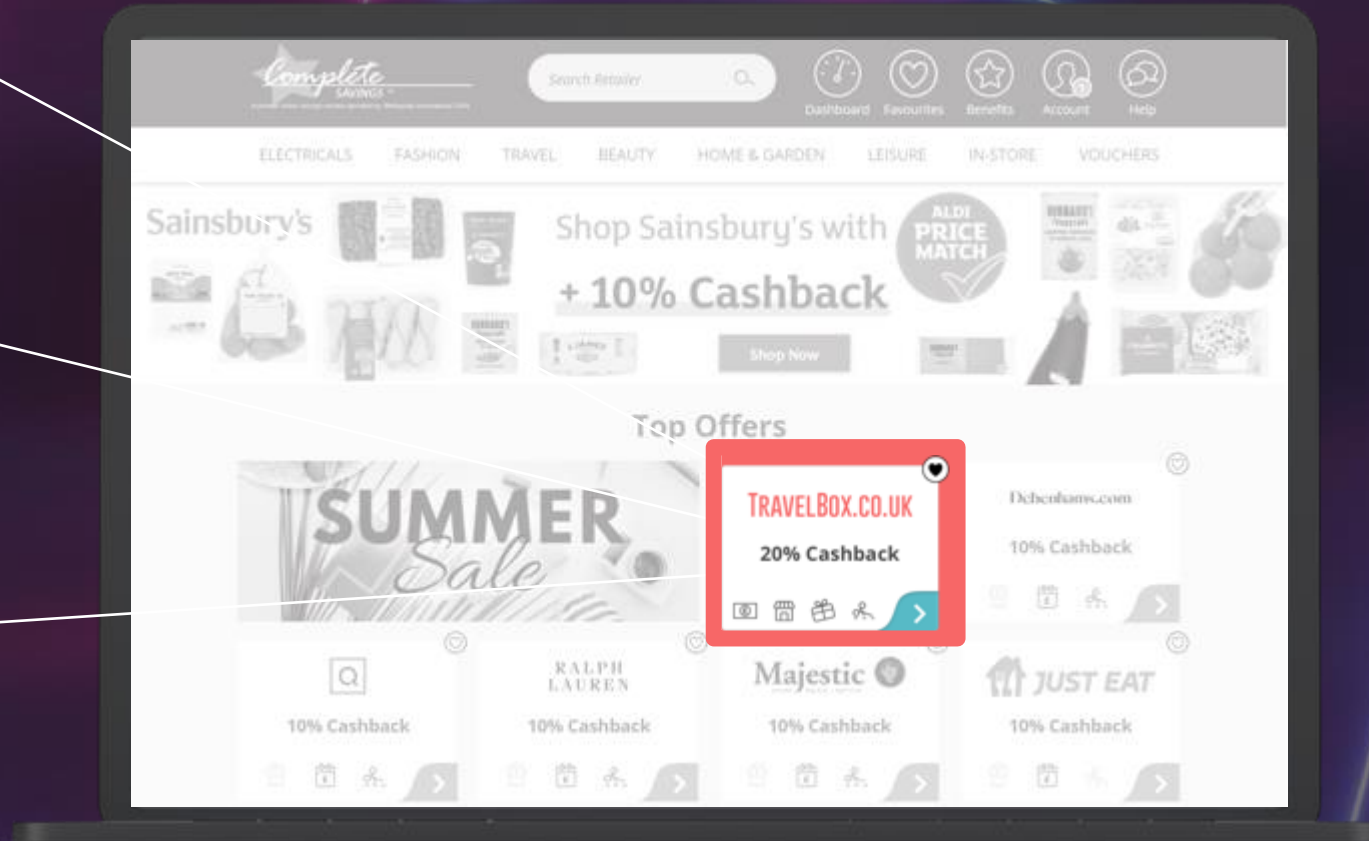 Complete
SAVINGS
Search Retailer
Dashboard Favourites Benefits Account Help
ELECTRICALS FASHION TRAVEL BEAUTY HOME & GARDEN LEISURE IN-STORE VOUCHERS
Sainsbury's
Shop Sainsbury's with
+ 10% Cashback
Shop Now
ALDI
PRICE
MATCH
Top Offers
SUMMER
Sale
TRAVELBOX.CO.UK
20% Cashback
Debenhams.com
10% Cashback
10% Cashback
RALPH
LAUREN
10% Cashback
Majestic
10% Cashback
JUST EAT
10% Cashback